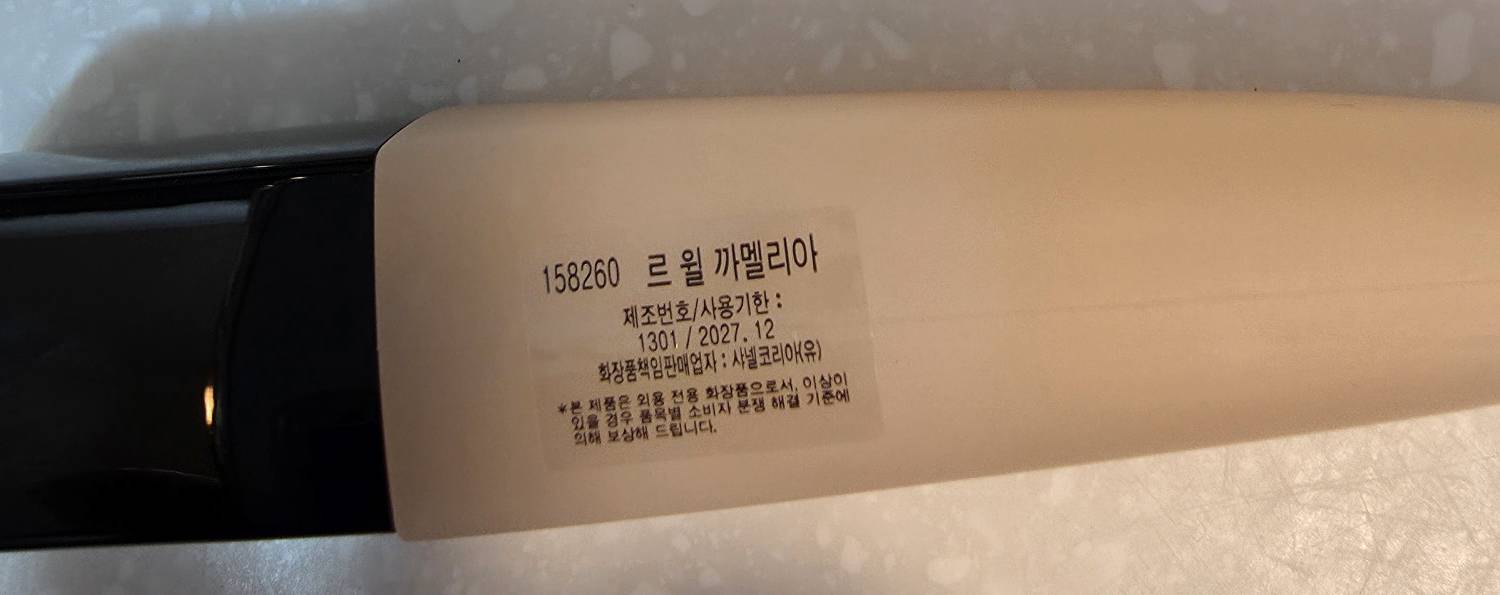 158260 르 윌 까멜리아
제조번호/사용기한 :
1301 / 2027. 12
화장품책임판매업자 : 샤넬코리아(유)
*본 제품은 외용 전용 화장품으로서, 이상이
있을 경우 품목별 소비자 분쟁 해결 기준에
의해 보상해 드립니다.